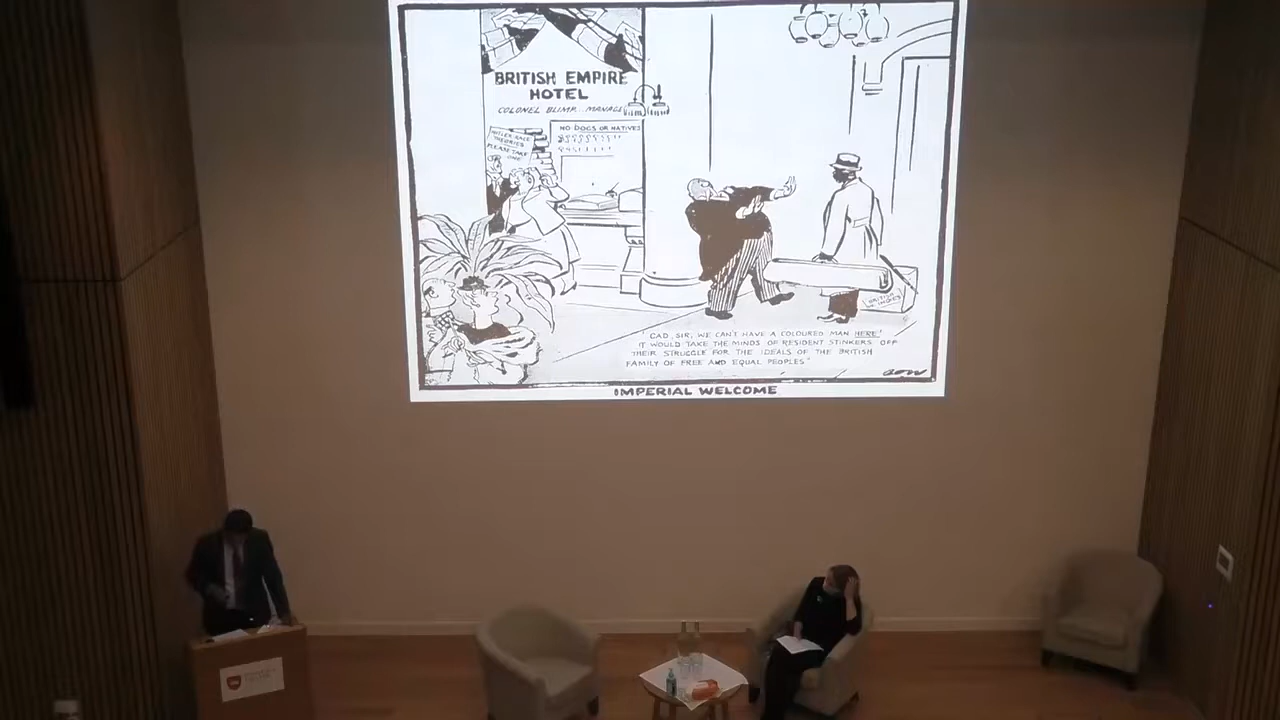 BRITISH EMPIRE
HOTEL
COLONEL BLIMP... MANAGER
HITLER RACE
THEORIES
PLEASE TAKE
ONE
NO DOGS OR NATIVES
BRITISH
"GAD, SIR, WE CAN'T HAVE A COLOURED MAN HERE!
IT WOULD TAKE THE MINDS OF RESIDENT STINKERS OFF
THEIR STRUGGLE FOR THE IDEALS OF THE BRITISH
FAMILY OF FREE AND EQUAL PEOPLES"
LOW
IMPERIAL WELCOME